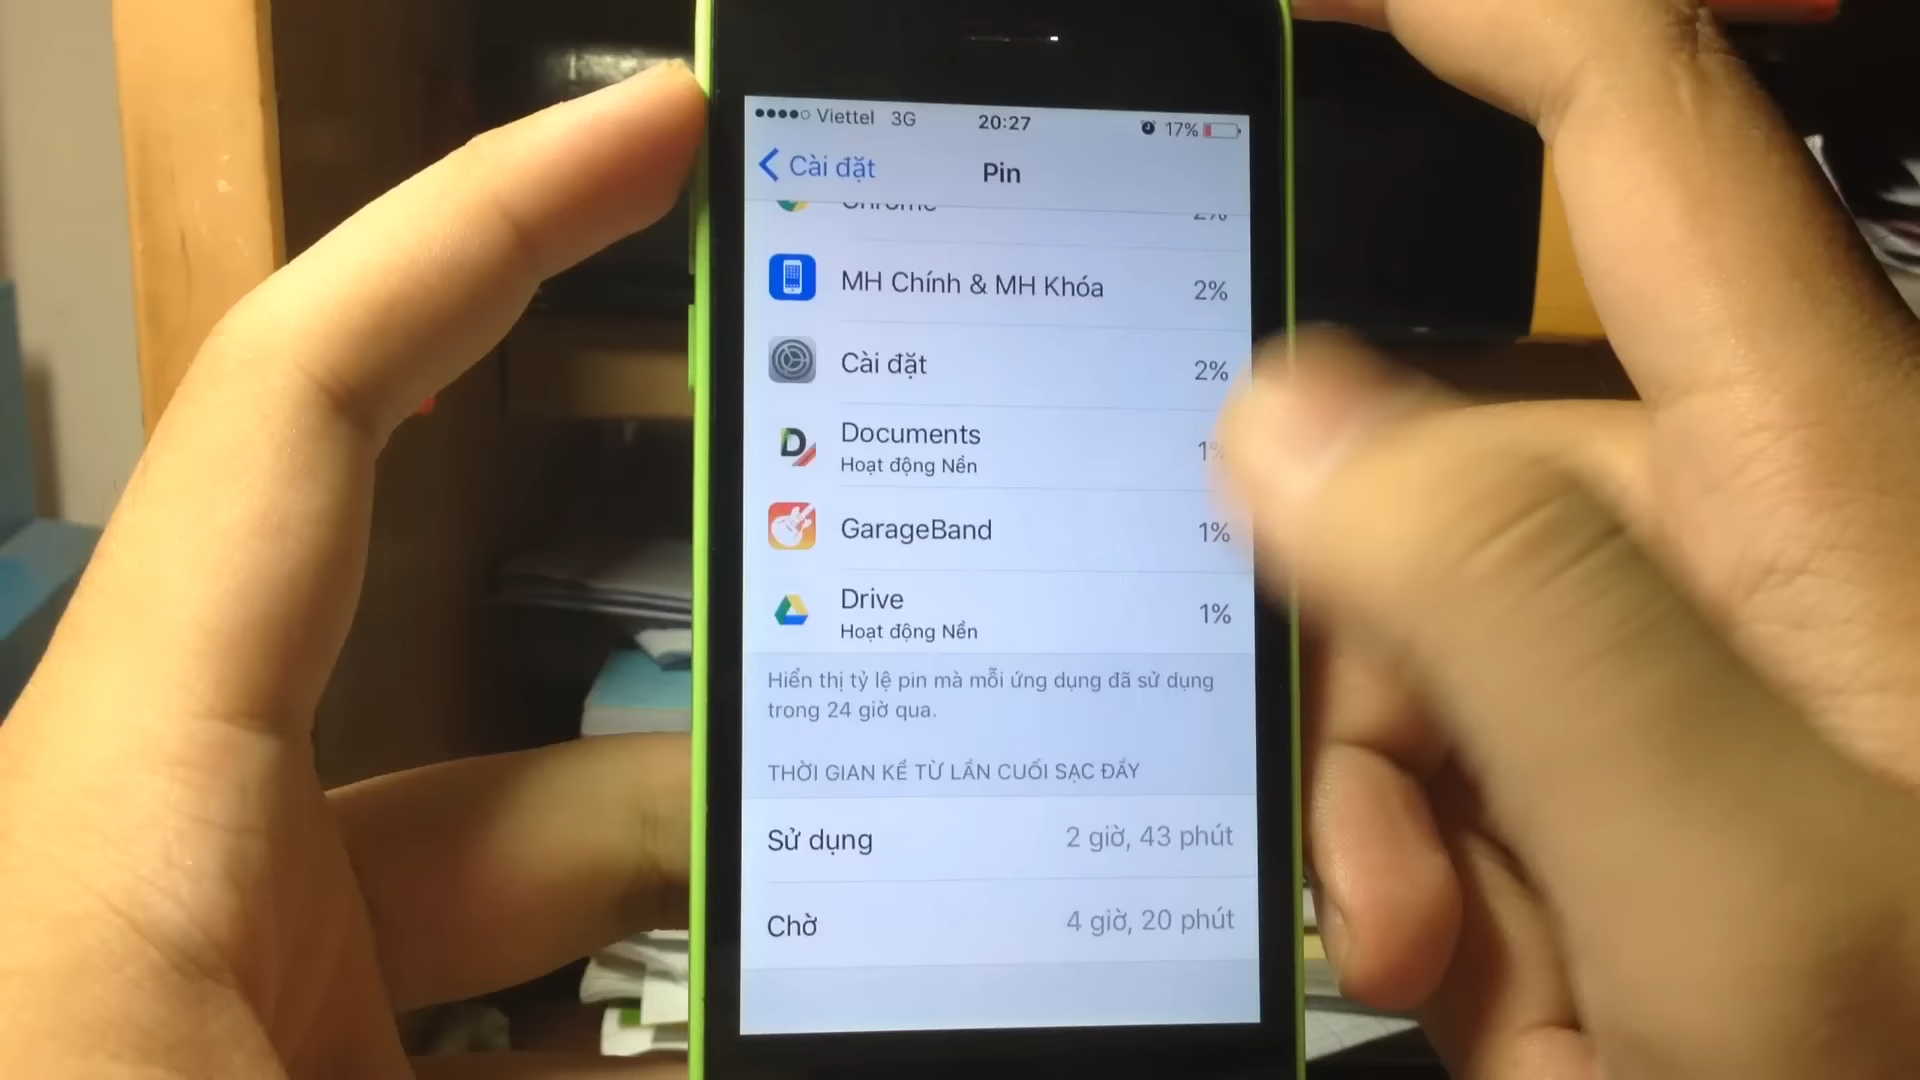 Viettel 3G 20:27 17%
Cài đặt Pin
Chrome 2%
MH Chính & MH Khóa 2%
Cài đặt 2%
Documents 1%
Hoạt động Nền
GarageBand 1%
Drive 1%
Hoạt động Nền
Hiển thị tỷ lệ pin mà mỗi ứng dụng đã sử dụng
trong 24 giờ qua.
THỜI GIAN KỂ TỪ LẦN CUỐI SẠC ĐẦY
Sử dụng 2 giờ, 43 phút
Chờ 4 giờ, 20 phút